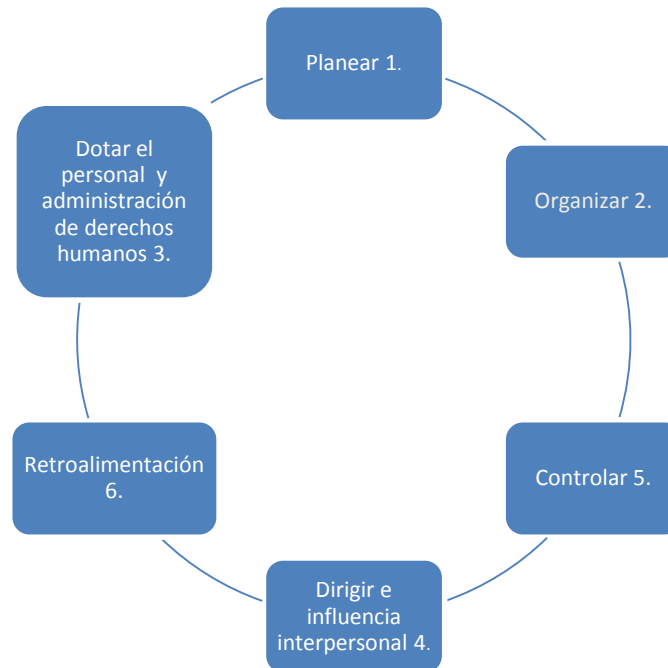 Planear 1.
Organizar 2.
Controlar 5.
Dirigir e
influencia
interpersonal 4.
Retroalimentación
6.
Dotar el
personal y
administración
de derechos
humanos 3.